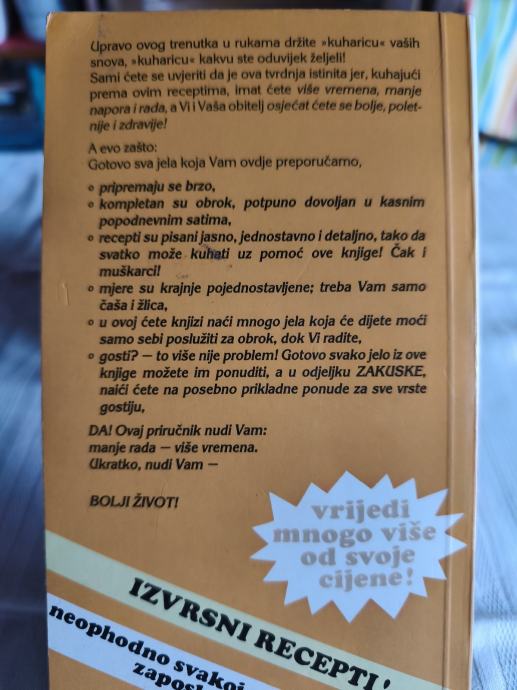 Upravo ovog trenutka u rukama držite »kuharicu« vaših
snova, »kuharicu« kakvu ste oduvijek željeli!
Sami ćete se uvjeriti da je ova tvrdnja istinita jer, kuhajući
prema ovim receptima, imat ćete više vremena, manje
napora i rada, a Vi i Vaša obitelj osjećat ćete se bolje, polet-
nije i zdravije!
A evo zašto:
Gotovo sva jela koja Vam ovdje preporučamo,
o pripremaju se brzo,
o kompletan su obrok, potpuno dovoljan u kasnim
popodnevnim satima,
o recepti su pisani jasno, jednostavno i detaljno, tako da
svatko može kuhati uz pomoć ove knjige! Čak i
muškarci!
o mjere su krajnje pojednostavljene; treba Vam samo
čaša i žlica,
o u ovoj ćete knjizi naći mnogo jela koja će dijete moći
samo sebi poslužiti za obrok, dok Vi radite,
o gosti? — to više nije problem! Gotovo svako jelo iz ove
knjige možete im ponuditi, a u odjeljku ZAKUSKE,
naići ćete na posebno prikladne ponude za sve vrste
gostiju,
DA! Ovaj priručnik nudi Vam:
manje rada — više vremena.
Ukratko, nudi Vam —
BOLJI ŽIVOT!
vrijedi
mnogo više
od svoje
cijene!
IZVRSNI RECEPTI!
neophodno svakoj